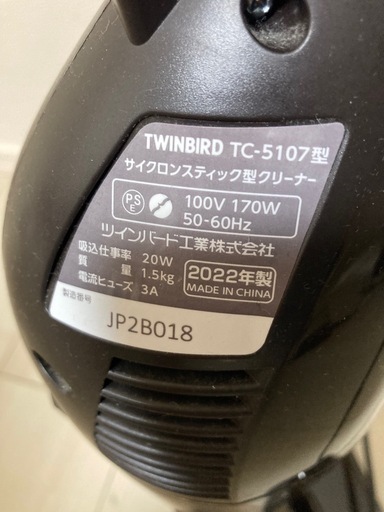 TWINBIRD TC-5107型
サイクロンスティック型クリーナー
PS E 100V 170W
50-60Hz
ツインバード工業株式会社
吸込仕事率 20W
質量 1.5kg
電流ヒューズ 3A
2022年製
MADE IN CHINA
製造番号
JP2B018